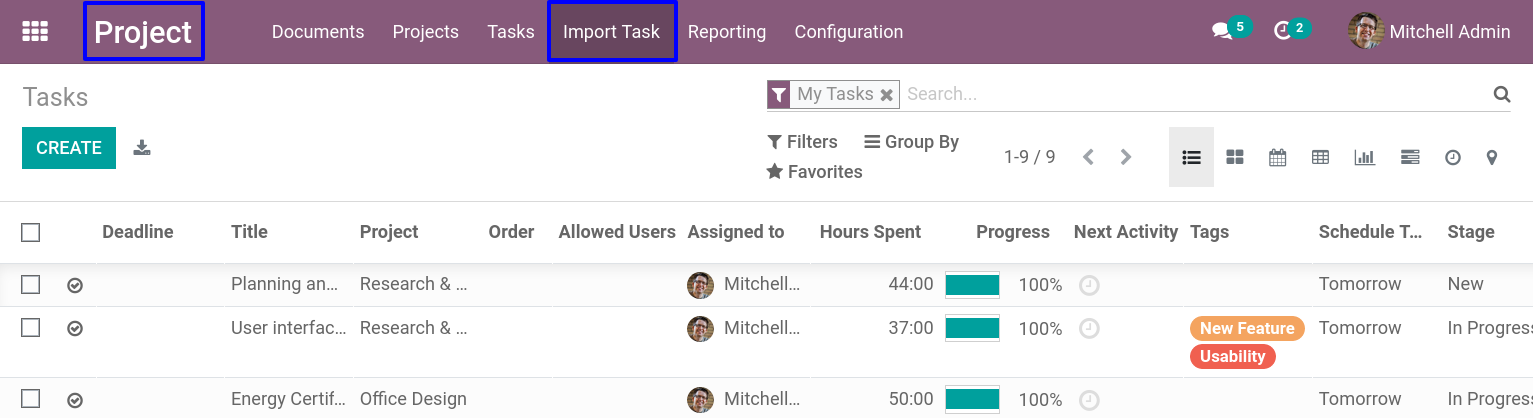 Project Documents Projects Tasks Import Task Reporting Configuration 5 2 Mitchell Admin
Tasks
My Tasks Search...
CREATE
Filters Group By 1-9 / 9
Favorites
Deadline Title Project Order Allowed Users Assigned to Hours Spent Progress Next Activity Tags Schedule T... Stage
Planning an... Research & ... Mitchell... 44:00 100% Tomorrow New
User interfac... Research & ... Mitchell... 37:00 100% New Feature Tomorrow In Progress
Usability
Energy Certif... Office Design Mitchell... 50:00 100% Tomorrow In Progress